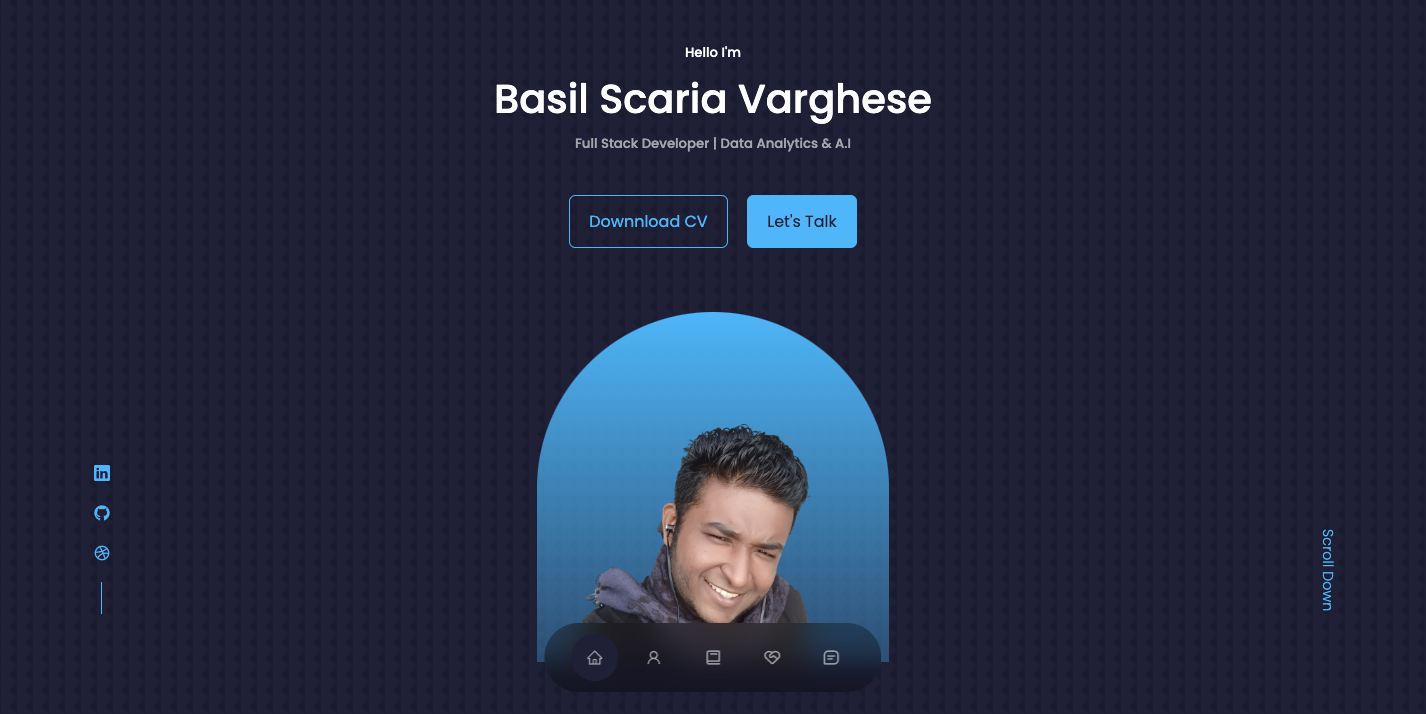 Hello I'm
Basil Scaria Varghese
Full Stack Developer | Data Analytics & A.I
Downnload CV
Let's Talk
Scroll Down